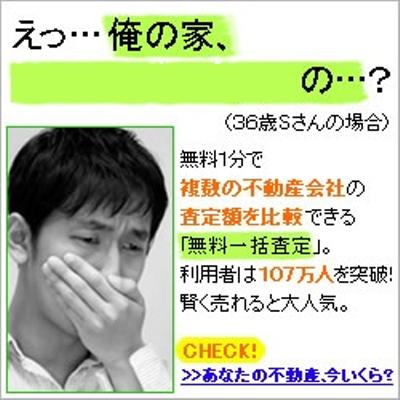 えっ…俺の家、
の…？
（36歳Sさんの場合）
無料1分で
複数の不動産会社の
査定額を比較できる
「無料一括査定」。
利用者は107万人を突破!
賢く売れると大人気。
CHECK!
>>あなたの不動産、今いくら?